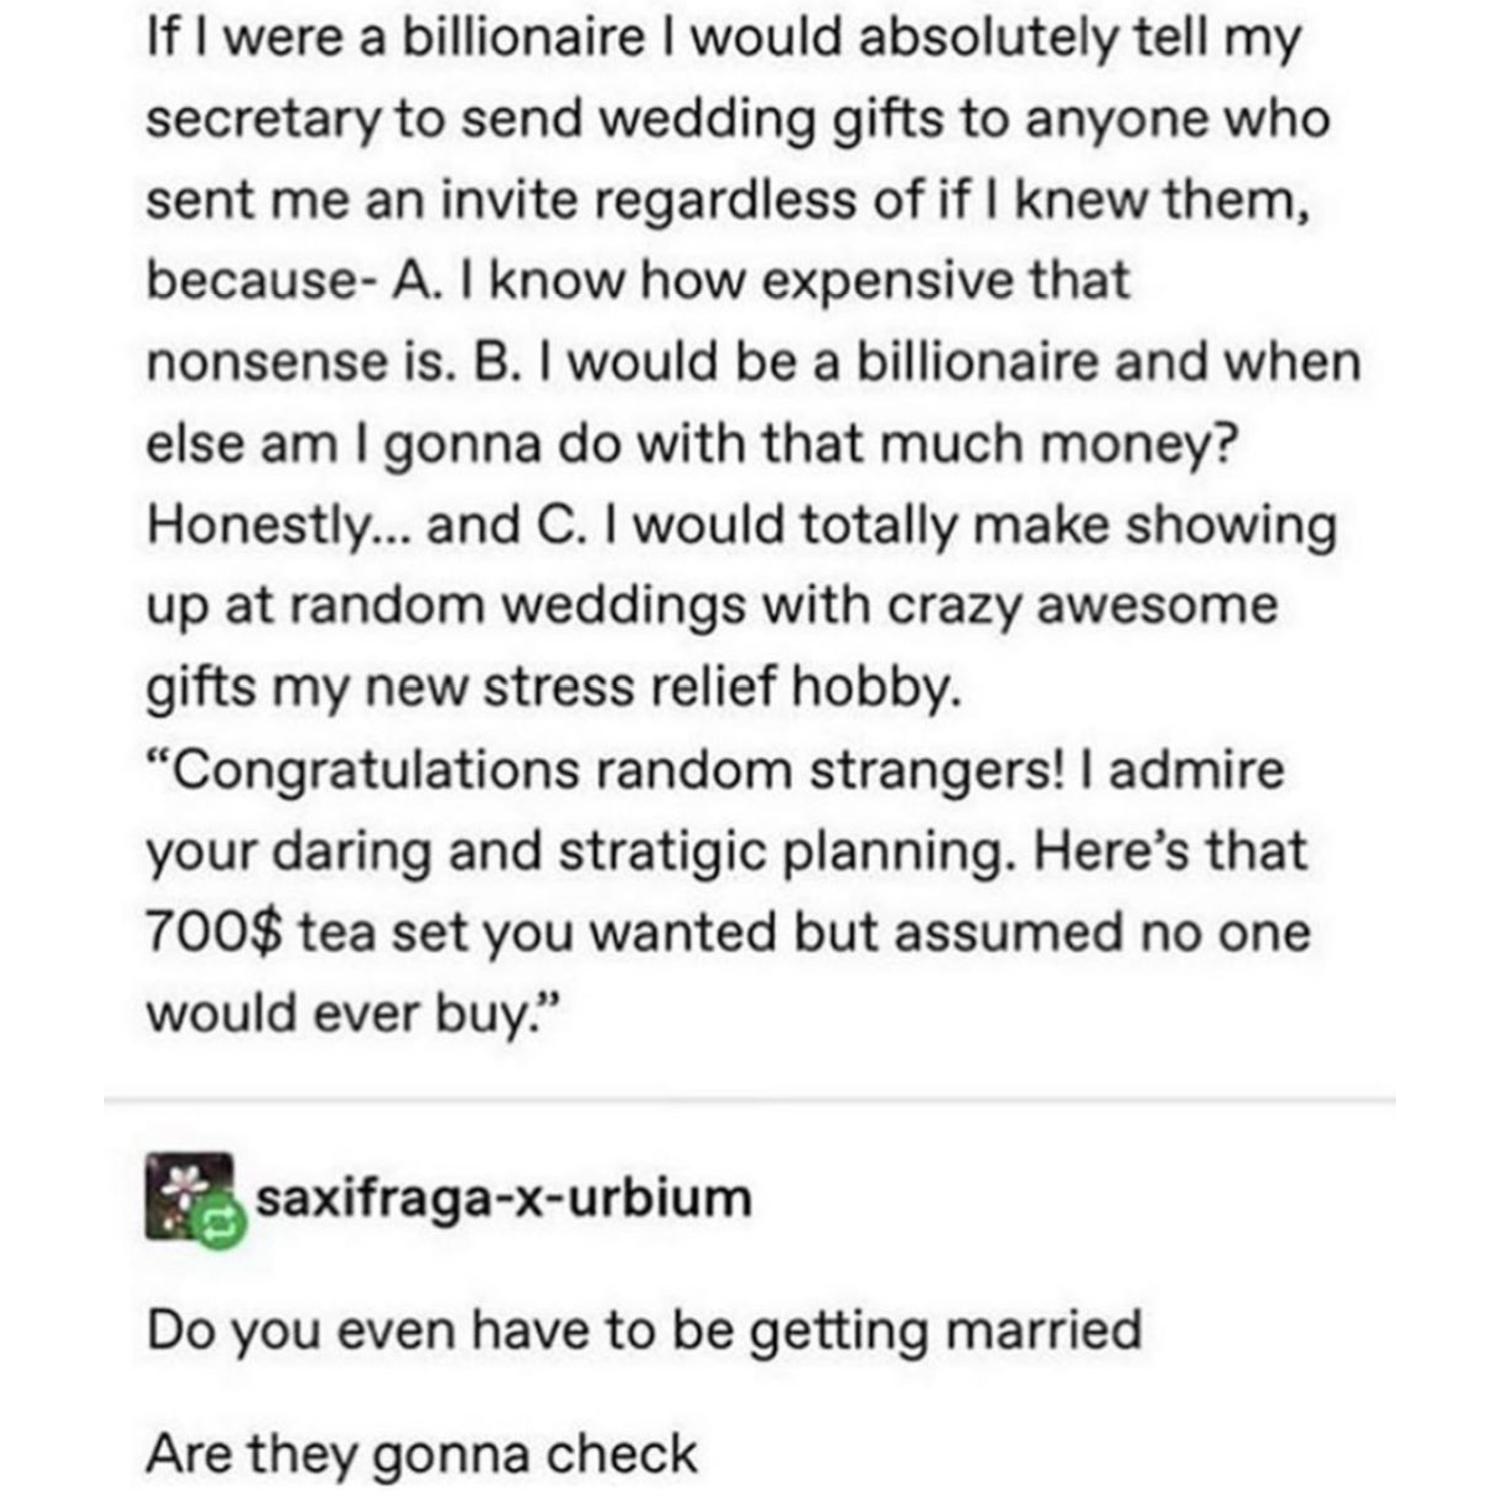 If I were a billionaire I would absolutely tell my
secretary to send wedding gifts to anyone who
sent me an invite regardless of if I knew them,
because- A. I know how expensive that
nonsense is. B. I would be a billionaire and when
else am I gonna do with that much money?
Honestly... and C. I would totally make showing
up at random weddings with crazy awesome
gifts my new stress relief hobby.
“Congratulations random strangers! I admire
your daring and stratigic planning. Here’s that
700$ tea set you wanted but assumed no one
would ever buy.”
saxifraga-x-urbium
Do you even have to be getting married
Are they gonna check